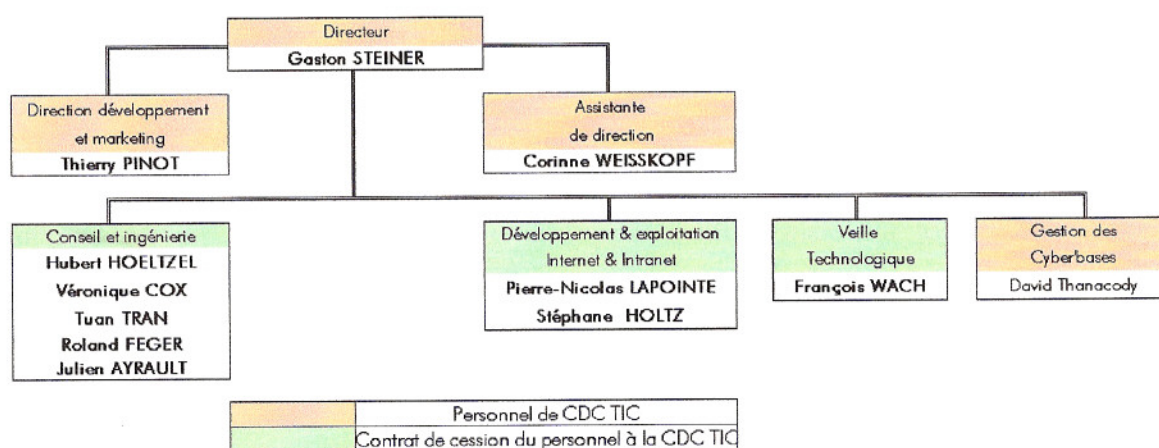 Directeur
Gaston STEINER
Direction développement
et marketing
Thierry PINOT
Assistante
de direction
Corinne WEISSKOPF
Conseil et ingénierie
Hubert HOELTZEL
Véronique COX
Tuan TRAN
Roland FEGER
Julien AYRAULT
Développement & exploitation
Internet & Intranet
Pierre-Nicolas LAPOINTE
Stéphane HOLTZ
Veille
Technologique
François WACH
Gestion des
Cyberbases
David Thanacody
Personnel de CDC TIC
Contrat de cession du personnel à la CDC TIC